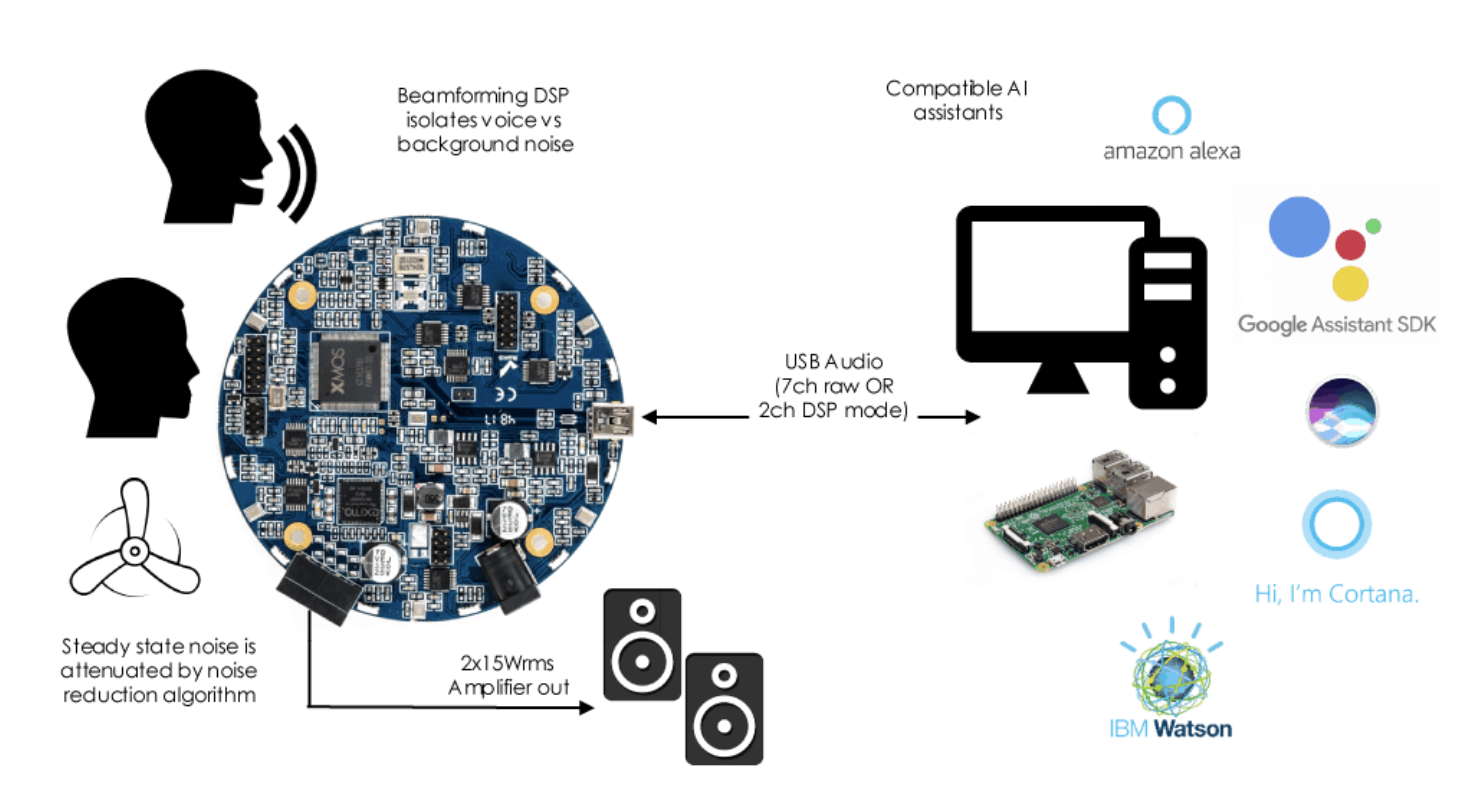 Beamforming DSP
isolates voice vs
background noise
Compatible AI
assistants
amazon alexa
Google Assistant SDK
XMOS
CE
4817
USB Audio
(7ch raw OR
2ch DSP mode)
Hi, I'm Cortana.
Steady state noise is
attenuated by noise
reduction algorithm
2x15Wrms
Amplifier out
IBM Watson